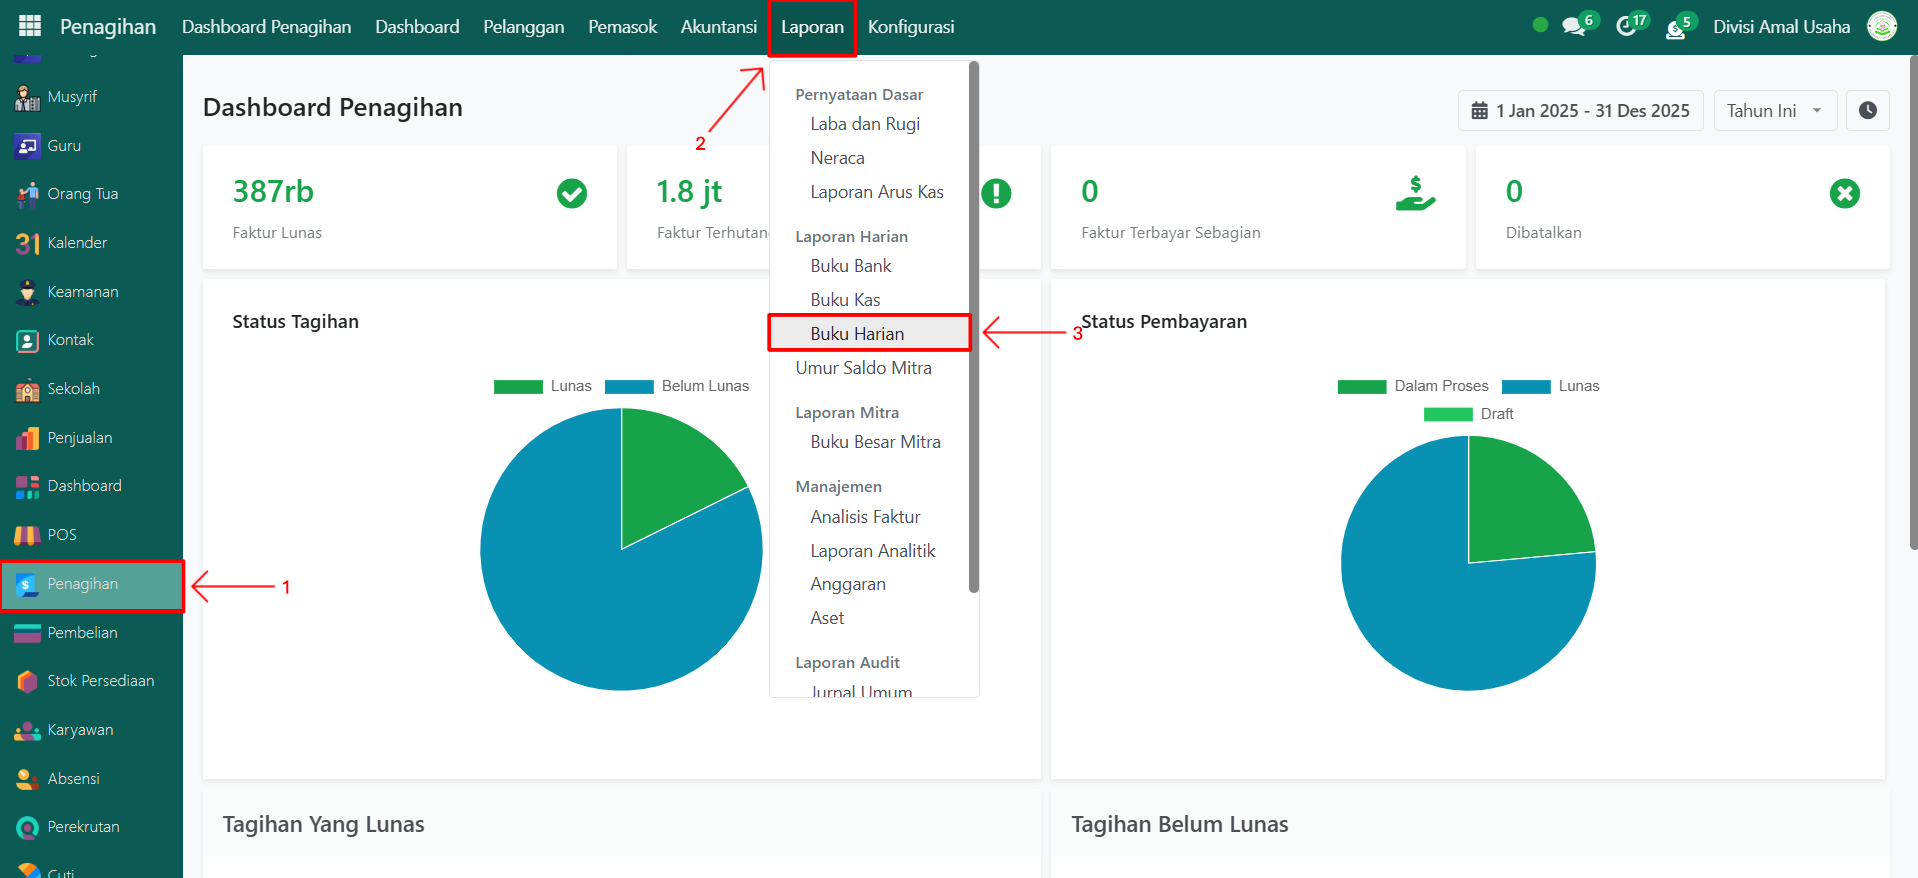 Penagihan
Dashboard Penagihan
Dashboard
Pelanggan
Pemasok
Akuntansi
Laporan
Konfigurasi
6
17
5
Divisi Amal Usaha
Musyrif
Guru
Orang Tua
31
Kalender
Keamanan
Kontak
Sekolah
Penjualan
Dashboard
POS
Penagihan
1
Pembelian
Stok Persediaan
Karyawan
Absensi
Perekrutan
Cuti
2
Pernyataan Dasar
Laba dan Rugi
Neraca
Laporan Arus Kas
Laporan Harian
Buku Bank
Buku Kas
Buku Harian
3
Umur Saldo Mitra
Laporan Mitra
Buku Besar Mitra
Manajemen
Analisis Faktur
Laporan Analitik
Anggaran
Aset
Laporan Audit
Jurnal Umum
Dashboard Penagihan
1 Jan 2025 - 31 Des 2025
Tahun Ini
387rb
Faktur Lunas
1.8 jt
Faktur Terhutan
0
Faktur Terbayar Sebagian
0
Dibatalkan
Status Tagihan
Lunas
Belum Lunas
Status Pembayaran
Dalam Proses
Lunas
Draft
Tagihan Yang Lunas
Tagihan Belum Lunas